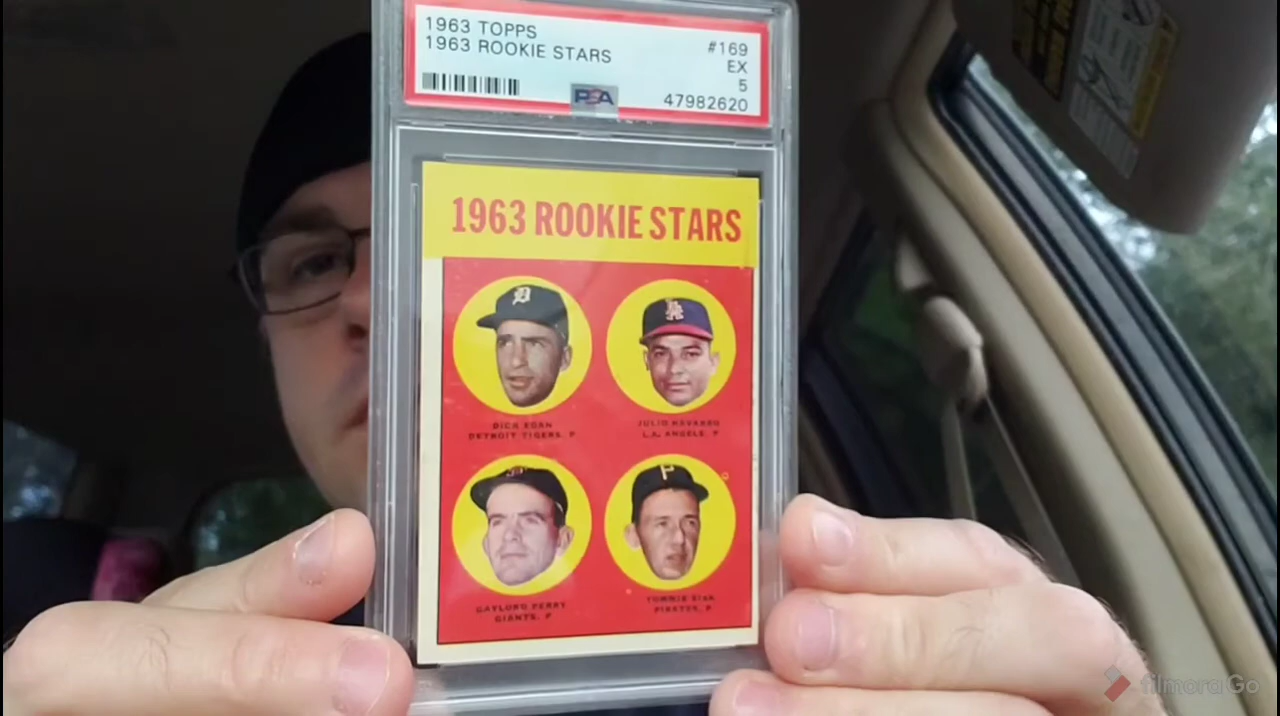 1963 TOPPS
1963 ROOKIE STARS
#169
EX
5
PSA
47982620
1963 ROOKIE STARS
DICK EGAN
DETROIT TIGERS, P
JULIO NAVARRO
L.A. ANGELS, P
GAYLORD PERRY
GIANTS, P
TOMMIE SISK
PIRATES, P
filmoraGo